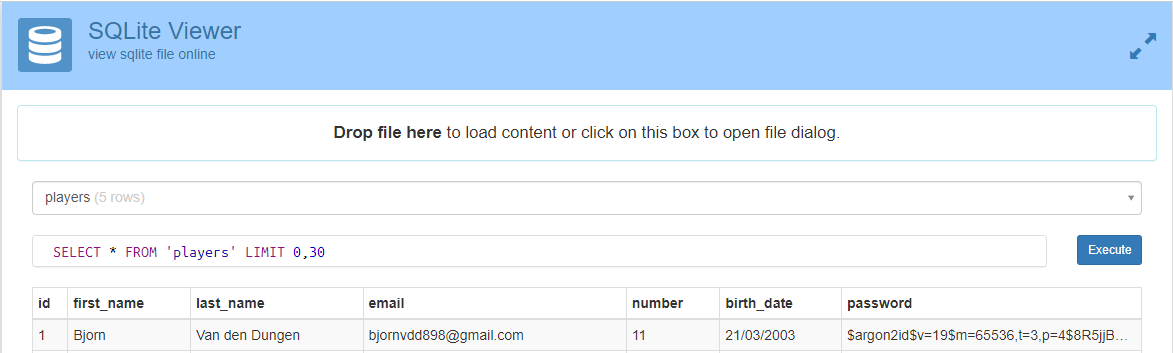 SQLite Viewer
view sqlite file online
Drop file here to load content or click on this box to open file dialog.
players (5 rows)
SELECT * FROM 'players' LIMIT 0,30
Execute
id first_name last_name email number birth_date password
1 Bjorn Van den Dungen bjornvdd898@gmail.com 11 21/03/2003 $argon2id$v=19$m=65536,t=3,p=4$8R5jjB...